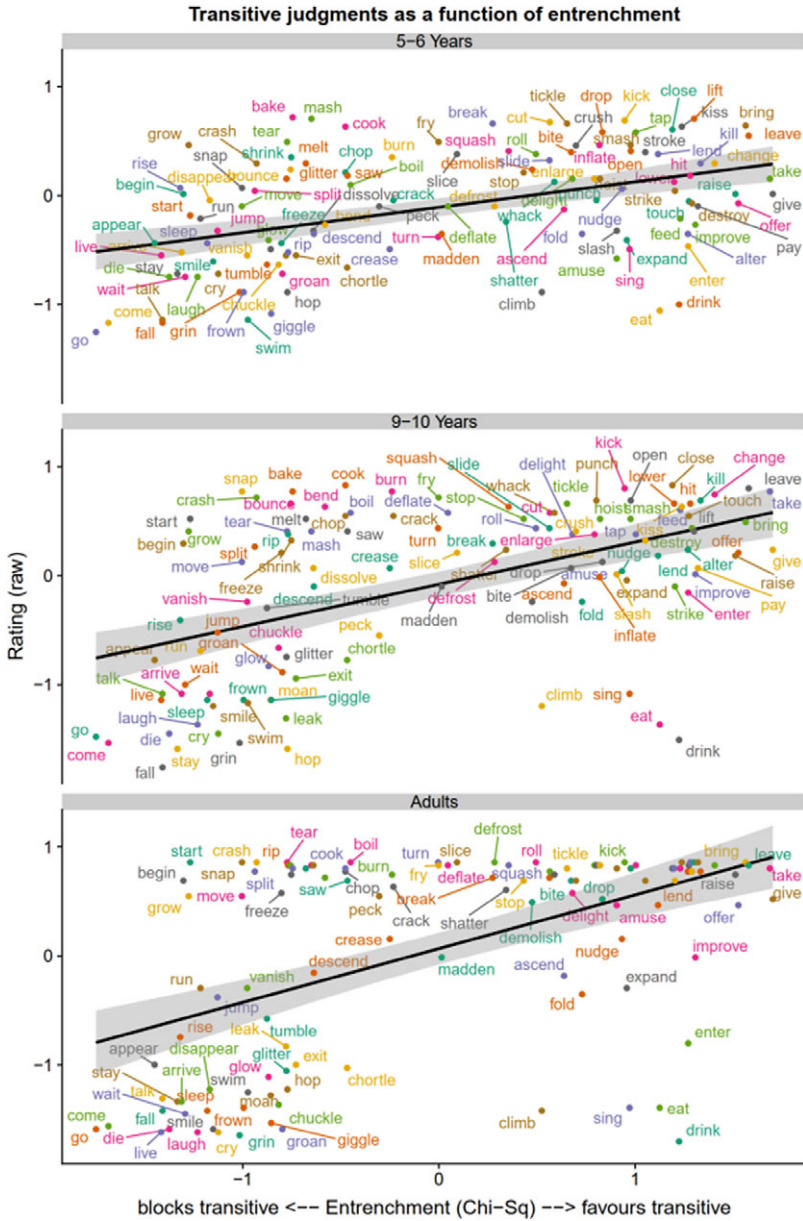 Transitive judgments as a function of entrenchment
5−6 Years
1
0
−1
bake
mash
cook
grow
crash
tear
melt
burn
fry
break
cut
tickle
crush
drop
kick
tap
close
kiss
lift
bring
leave
rise
snap
shrink
chop
squash
roll
bite
smash
stroke
lend
kill
begin
disappear
bounce
glitter
saw
boil
demolish
slide
inflate
open
hit
change
start
run
move
split
dissolve
crack
slice
stop
enlarge
punch
lower
raise
take
appear
jump
freeze
bend
peck
defrost
delight
strike
give
live
arrive
sleep
blow
rip
descend
turn
deflate
whack
nudge
touch
destroy
offer
die
stay
vanish
exit
crease
madden
fold
slash
feed
improve
pay
wait
talk
smile
tumble
groan
chortle
shatter
ascend
amuse
sing
expand
alter
come
laugh
cry
chuckle
hop
climb
enter
go
fall
grin
frown
giggle
swim
eat
drink
9−10 Years
1
0
−1
Rating (raw)
snap
bake
cook
burn
squash
slide
delight
punch
kick
open
close
change
leave
crash
bounce
bend
boil
deflate
fry
whack
tickle
lower
hit
kill
take
start
grow
tear
melt
chop
crack
stop
roll
cut
crush
hoist
smash
feed
touch
lift
bring
begin
rip
mash
saw
turn
break
enlarge
tap
kiss
offer
split
shrink
slice
stroke
destroy
give
move
freeze
dissolve
crease
shatter
drop
amuse
nudge
lend
alter
raise
vanish
descend
tumble
defrost
bite
ascend
expand
improve
pay
rise
jump
peck
madden
demolish
fold
slash
strike
enter
appear
run
groan
chuckle
glitter
chortle
inflate
talk
wait
glow
exit
live
arrive
frown
moan
giggle
climb
sing
go
laugh
sleep
smile
leak
eat
come
die
cry
swim
drink
fall
stay
grin
hop
Adults
1
0
−1
start
crash
rip
tear
boil
turn
slice
defrost
roll
kick
bring
leave
begin
snap
split
cook
burn
fry
deflate
squash
tickle
take
grow
move
saw
chop
break
stop
bite
drop
lend
raise
freeze
peck
crack
shatter
delight
amuse
give
crease
demolish
offer
descend
madden
nudge
improve
run
vanish
ascend
expand
jump
fold
rise
tumble
enter
appear
disappear
leak
exit
stay
arrive
glitter
chortle
swim
glow
hop
wait
talk
sleep
moan
chuckle
come
fall
smile
frown
climb
sing
eat
go
die
laugh
cry
grin
groan
giggle
drink
live
−1
0
1
blocks transitive <−− Entrenchment (Chi−Sq) −−> favours transitive